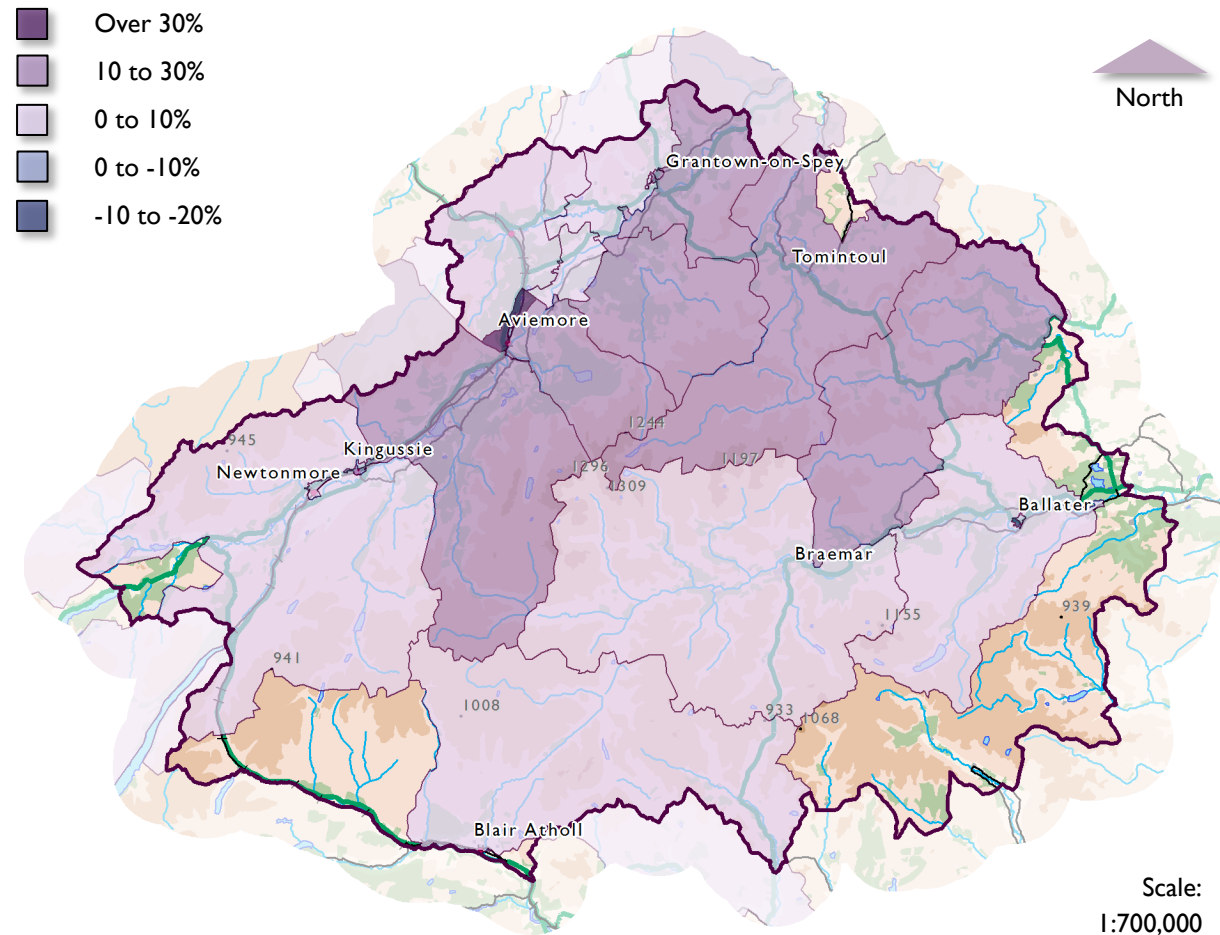 Over 30%
10 to 30%
0 to 10%
0 to -10%
-10 to -20%
North
Grantown-on-Spey
Tomintoul
Aviemore
1244
945
Kingussie
1197
Newtonmore
1296
1309
Ballater
Braemar
939
1155
941
1008
933
1068
Blair Atholl
Scale:
1:700,000